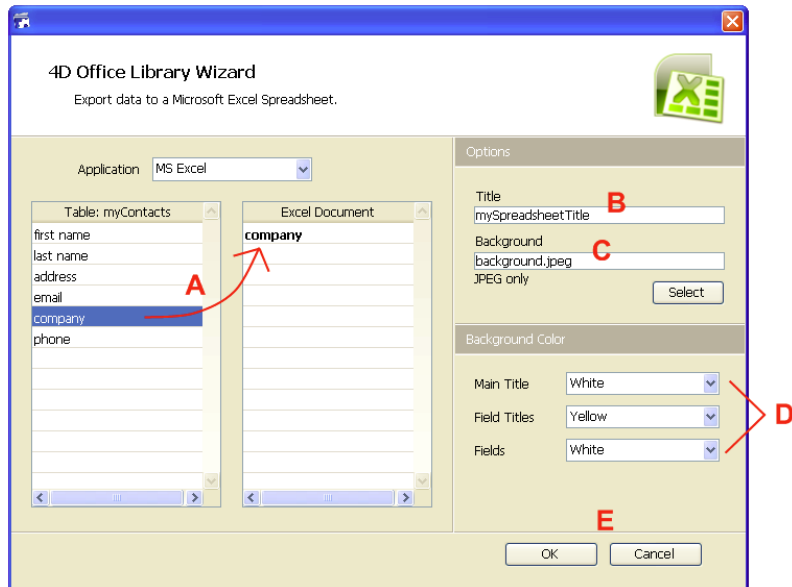 4D Office Library Wizard
Export data to a Microsoft Excel Spreadsheet.
Application MS Excel
Table: myContacts
first name
last name
address
email
company
phone
Excel Document
company
A
Options
Title
B
mySpreadsheetTitle
Background
C
background.jpeg
JPEG only
Select
Background Color
Main Title White
Field Titles Yellow
Fields White
D
E
OK Cancel